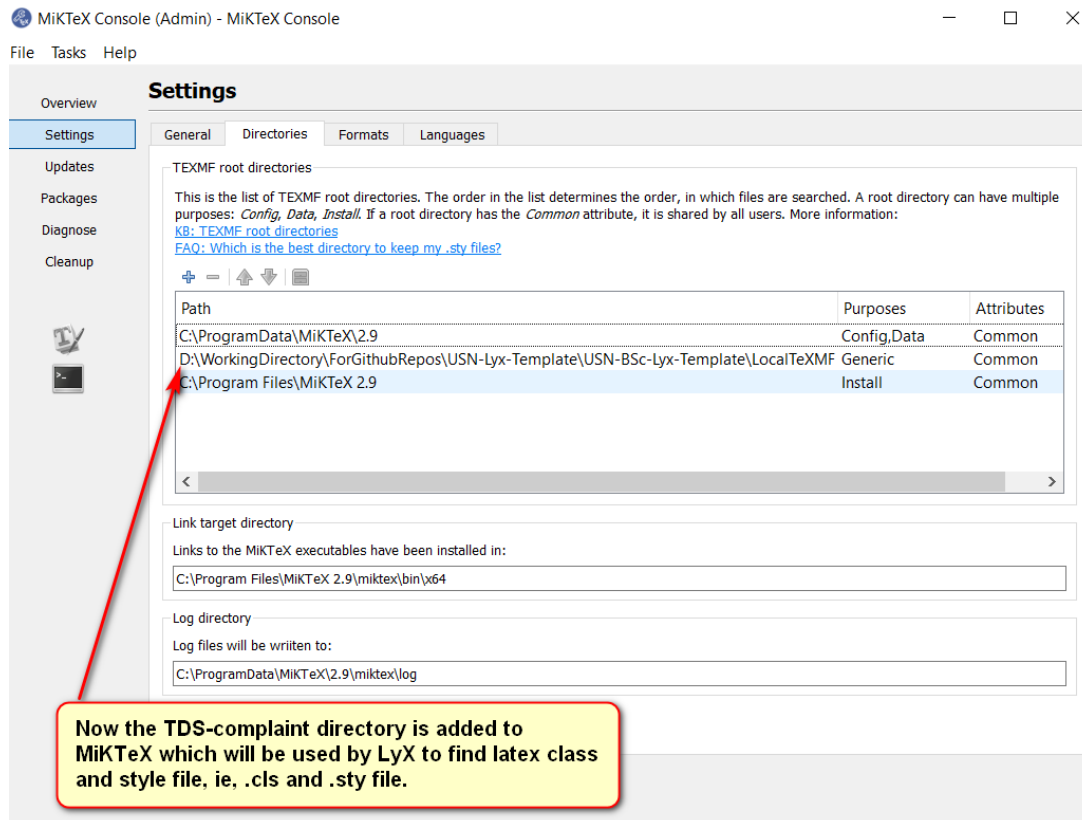 MiKTeX Console (Admin) - MiKTeX Console
File Tasks Help
Overview
Settings
Updates
Packages
Diagnose
Cleanup
Settings
General Directories Formats Languages
TEXMF root directories
This is the list of TEXMF root directories. The order in the list determines the order, in which files are searched. A root directory can have multiple
purposes: Config, Data, Install. If a root directory has the Common attribute, it is shared by all users. More information:
KB: TEXMF root directories
FAQ: Which is the best directory to keep my .sty files?
Path Purposes Attributes
C:\ProgramData\MiKTeX\2.9 Config,Data Common
D:\WorkingDirectory\ForGithubRepos\USN-Lyx-Template\USN-BSc-Lyx-Template\LocalTeXMF Generic Common
C:\Program Files\MiKTeX 2.9 Install Common
Link target directory
Links to the MiKTeX executables have been installed in:
C:\Program Files\MiKTeX 2.9\miktex\bin\x64
Log directory
Log files will be wriiten to:
C:\ProgramData\MiKTeX\2.9\miktex\log
Now the TDS-complaint directory is added to
MiKTeX which will be used by LyX to find latex class
and style file, ie, .cls and .sty file.